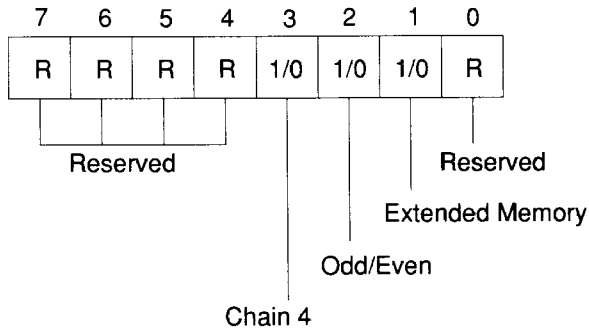 7 6 5 4 3 2 1 0
R R R R 1/0 1/0 1/0 R
Reserved Reserved
Extended Memory
Odd/Even
Chain 4